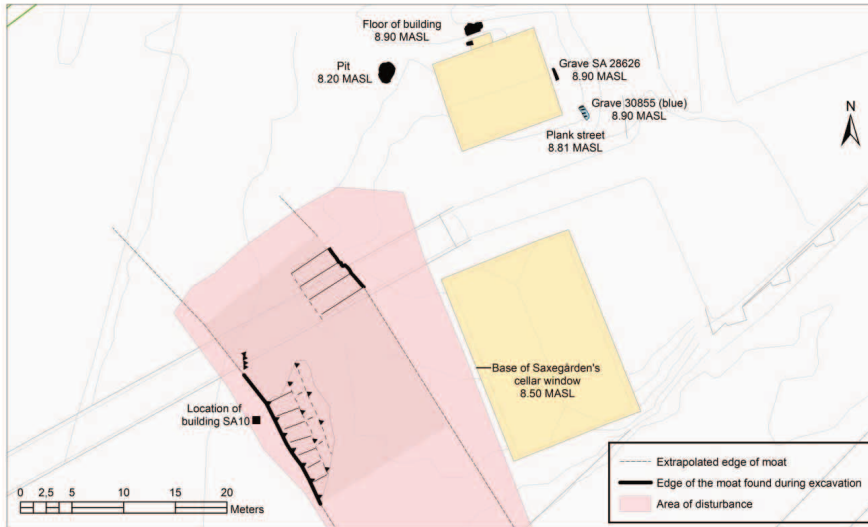 Floor of building
8.90 MASL
Pit
8.20 MASL
Grave SA 28626
8.90 MASL
Grave 30855 (blue)
8.90 MASL
Plank street
8.81 MASL
N
Base of Saxegården's
cellar window
8.50 MASL
Location of
building SA10
0 2,5 5 10 15 20
Meters
Extrapolated edge of moat
Edge of the moat found during excavation
Area of disturbance